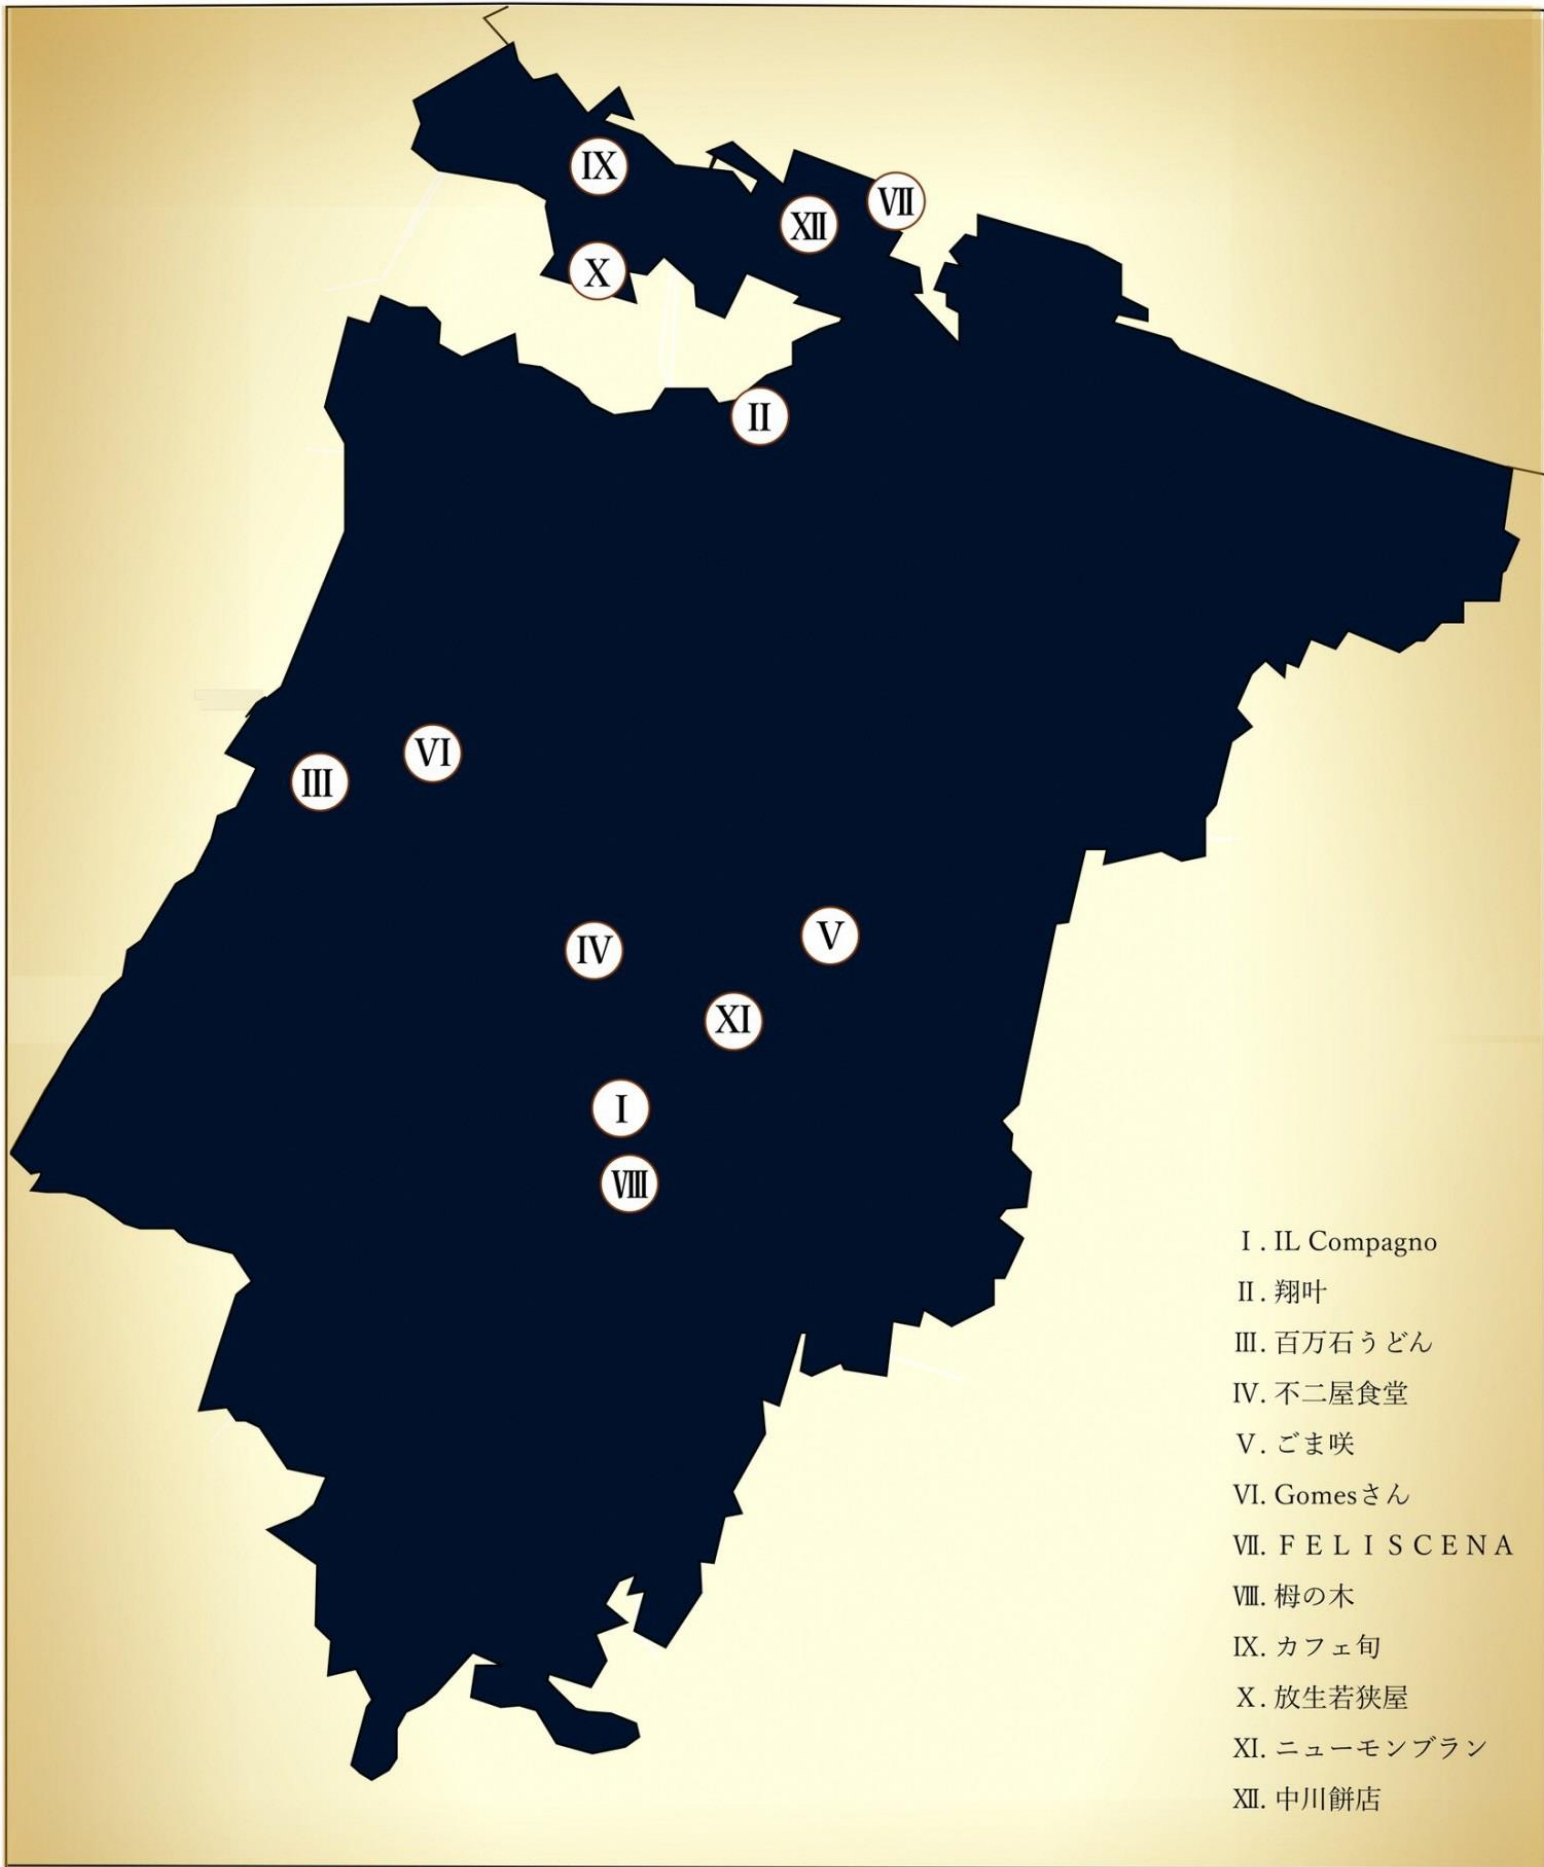 IX
VII
XII
X
II
VI
III
V
IV
XI
I
VIII
I. IL Compagno
II. 翔叶
III. 百万石うどん
IV. 不二屋食堂
V. ごま咲
VI. Gomesさん
VII. ＦＥＬＩＳＣＥＮＡ
VIII. 栂の木
IX. カフェ旬
X. 放生若狭屋
XI. ニューモンブラン
XII. 中川餅店